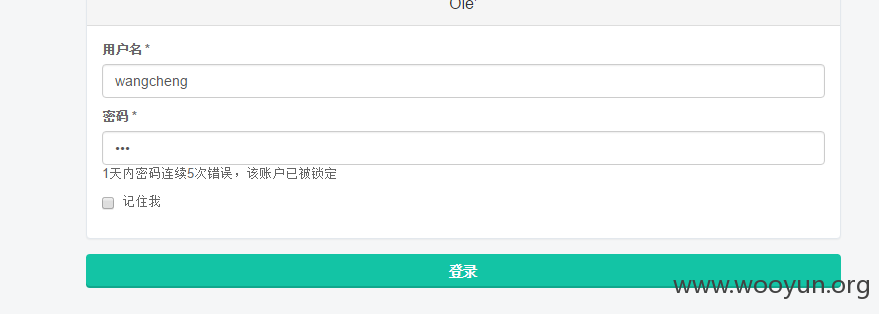 Ole'
用户名 *
wangcheng
密码 *
•••
1天内密码连续5次错误，该账户已被锁定
记住我
登录
www.wooyun.org